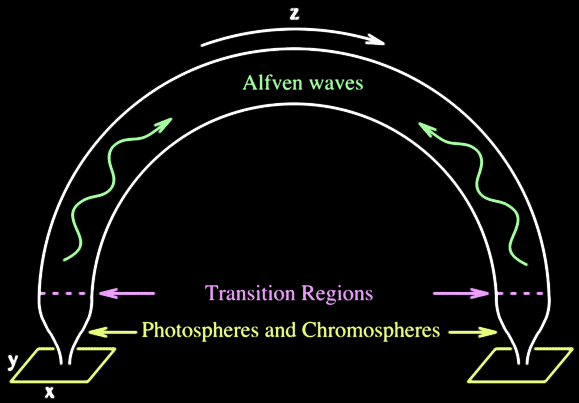 z
Alfven waves
Transition Regions
Photospheres and Chromospheres
y
x